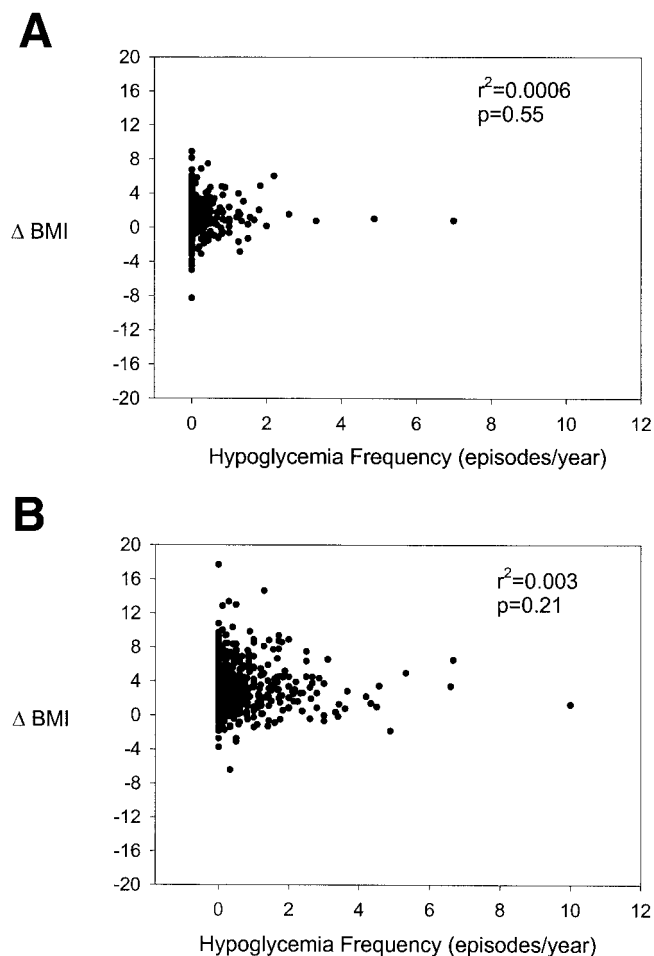 A
20
16
12
8
4
0
-4
-8
-12
-16
-20
Δ BMI
r²=0.0006
p=0.55
0 2 4 6 8 10 12
Hypoglycemia Frequency (episodes/year)
B
20
16
12
8
4
0
-4
-8
-12
-16
-20
Δ BMI
r²=0.003
p=0.21
0 2 4 6 8 10 12
Hypoglycemia Frequency (episodes/year)